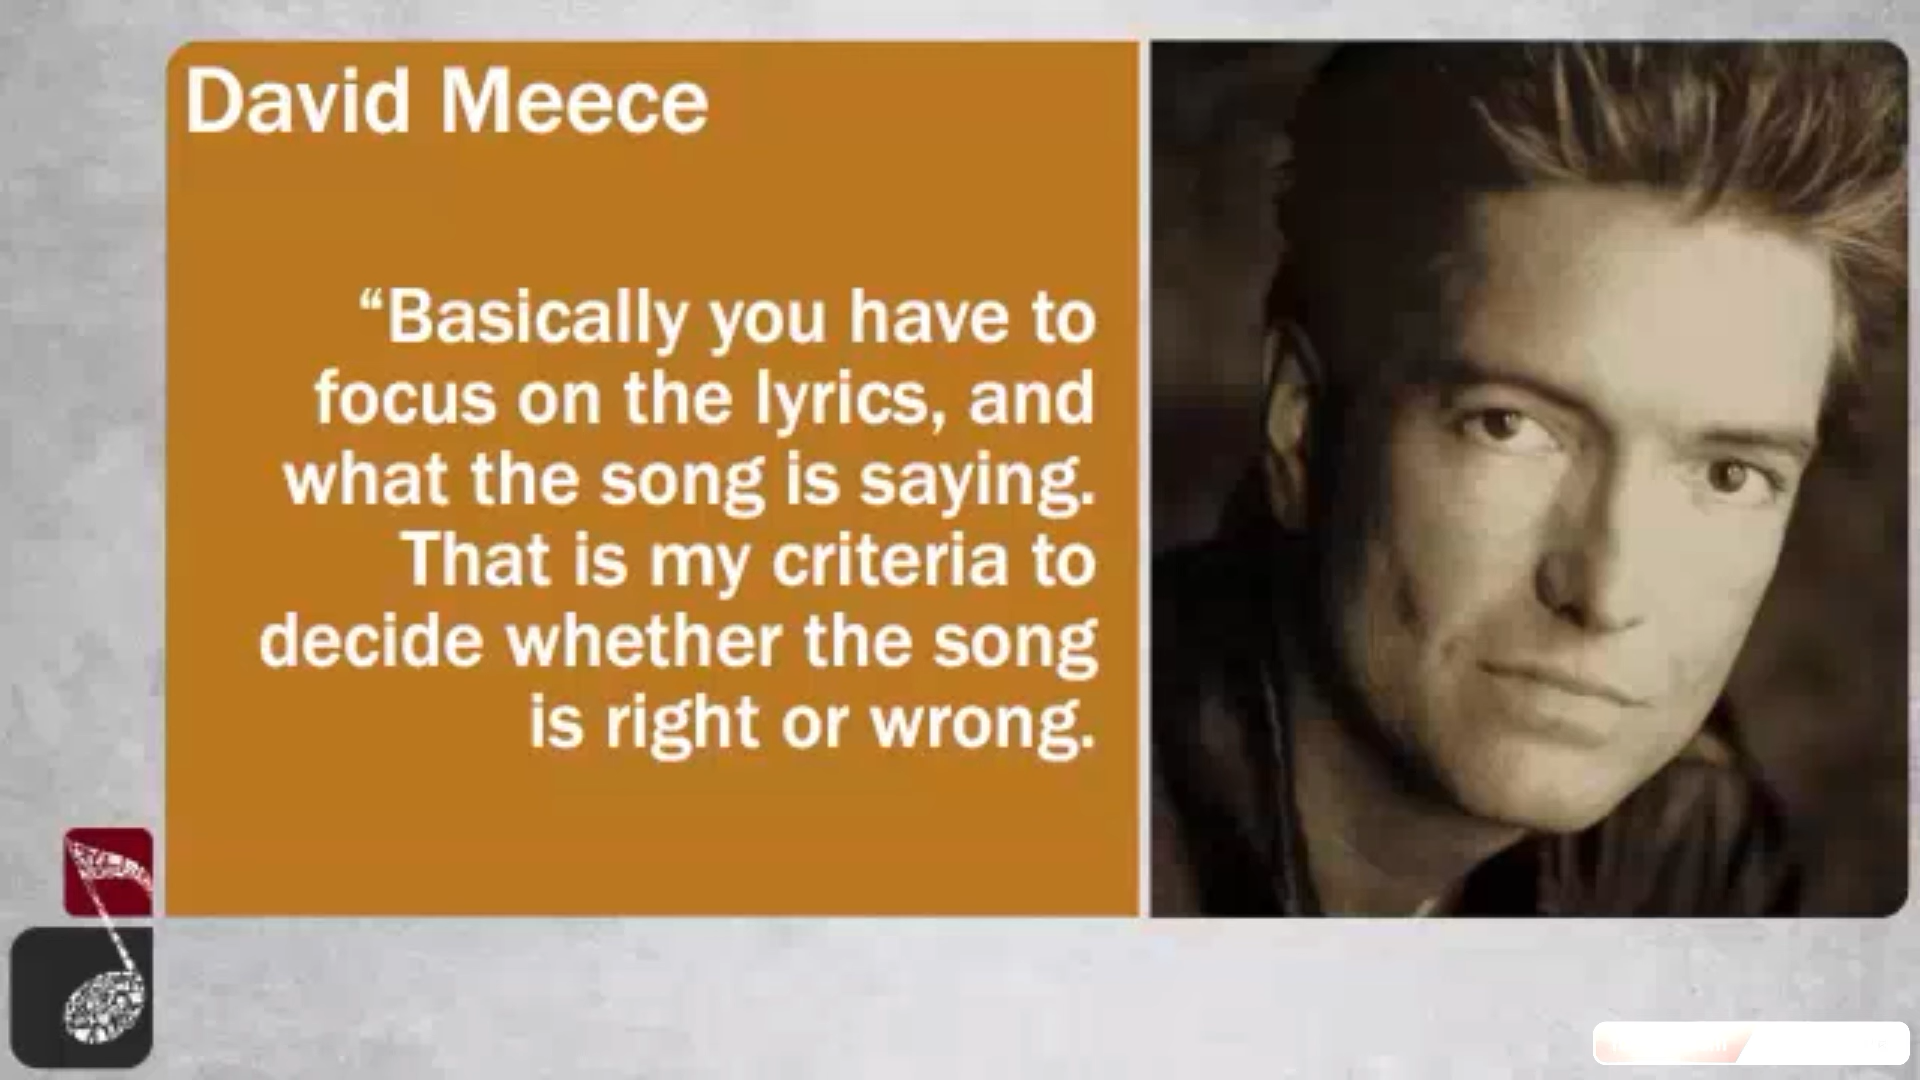 David Meece
“Basically you have to
focus on the lyrics, and
what the song is saying.
That is my criteria to
decide whether the song
is right or wrong.